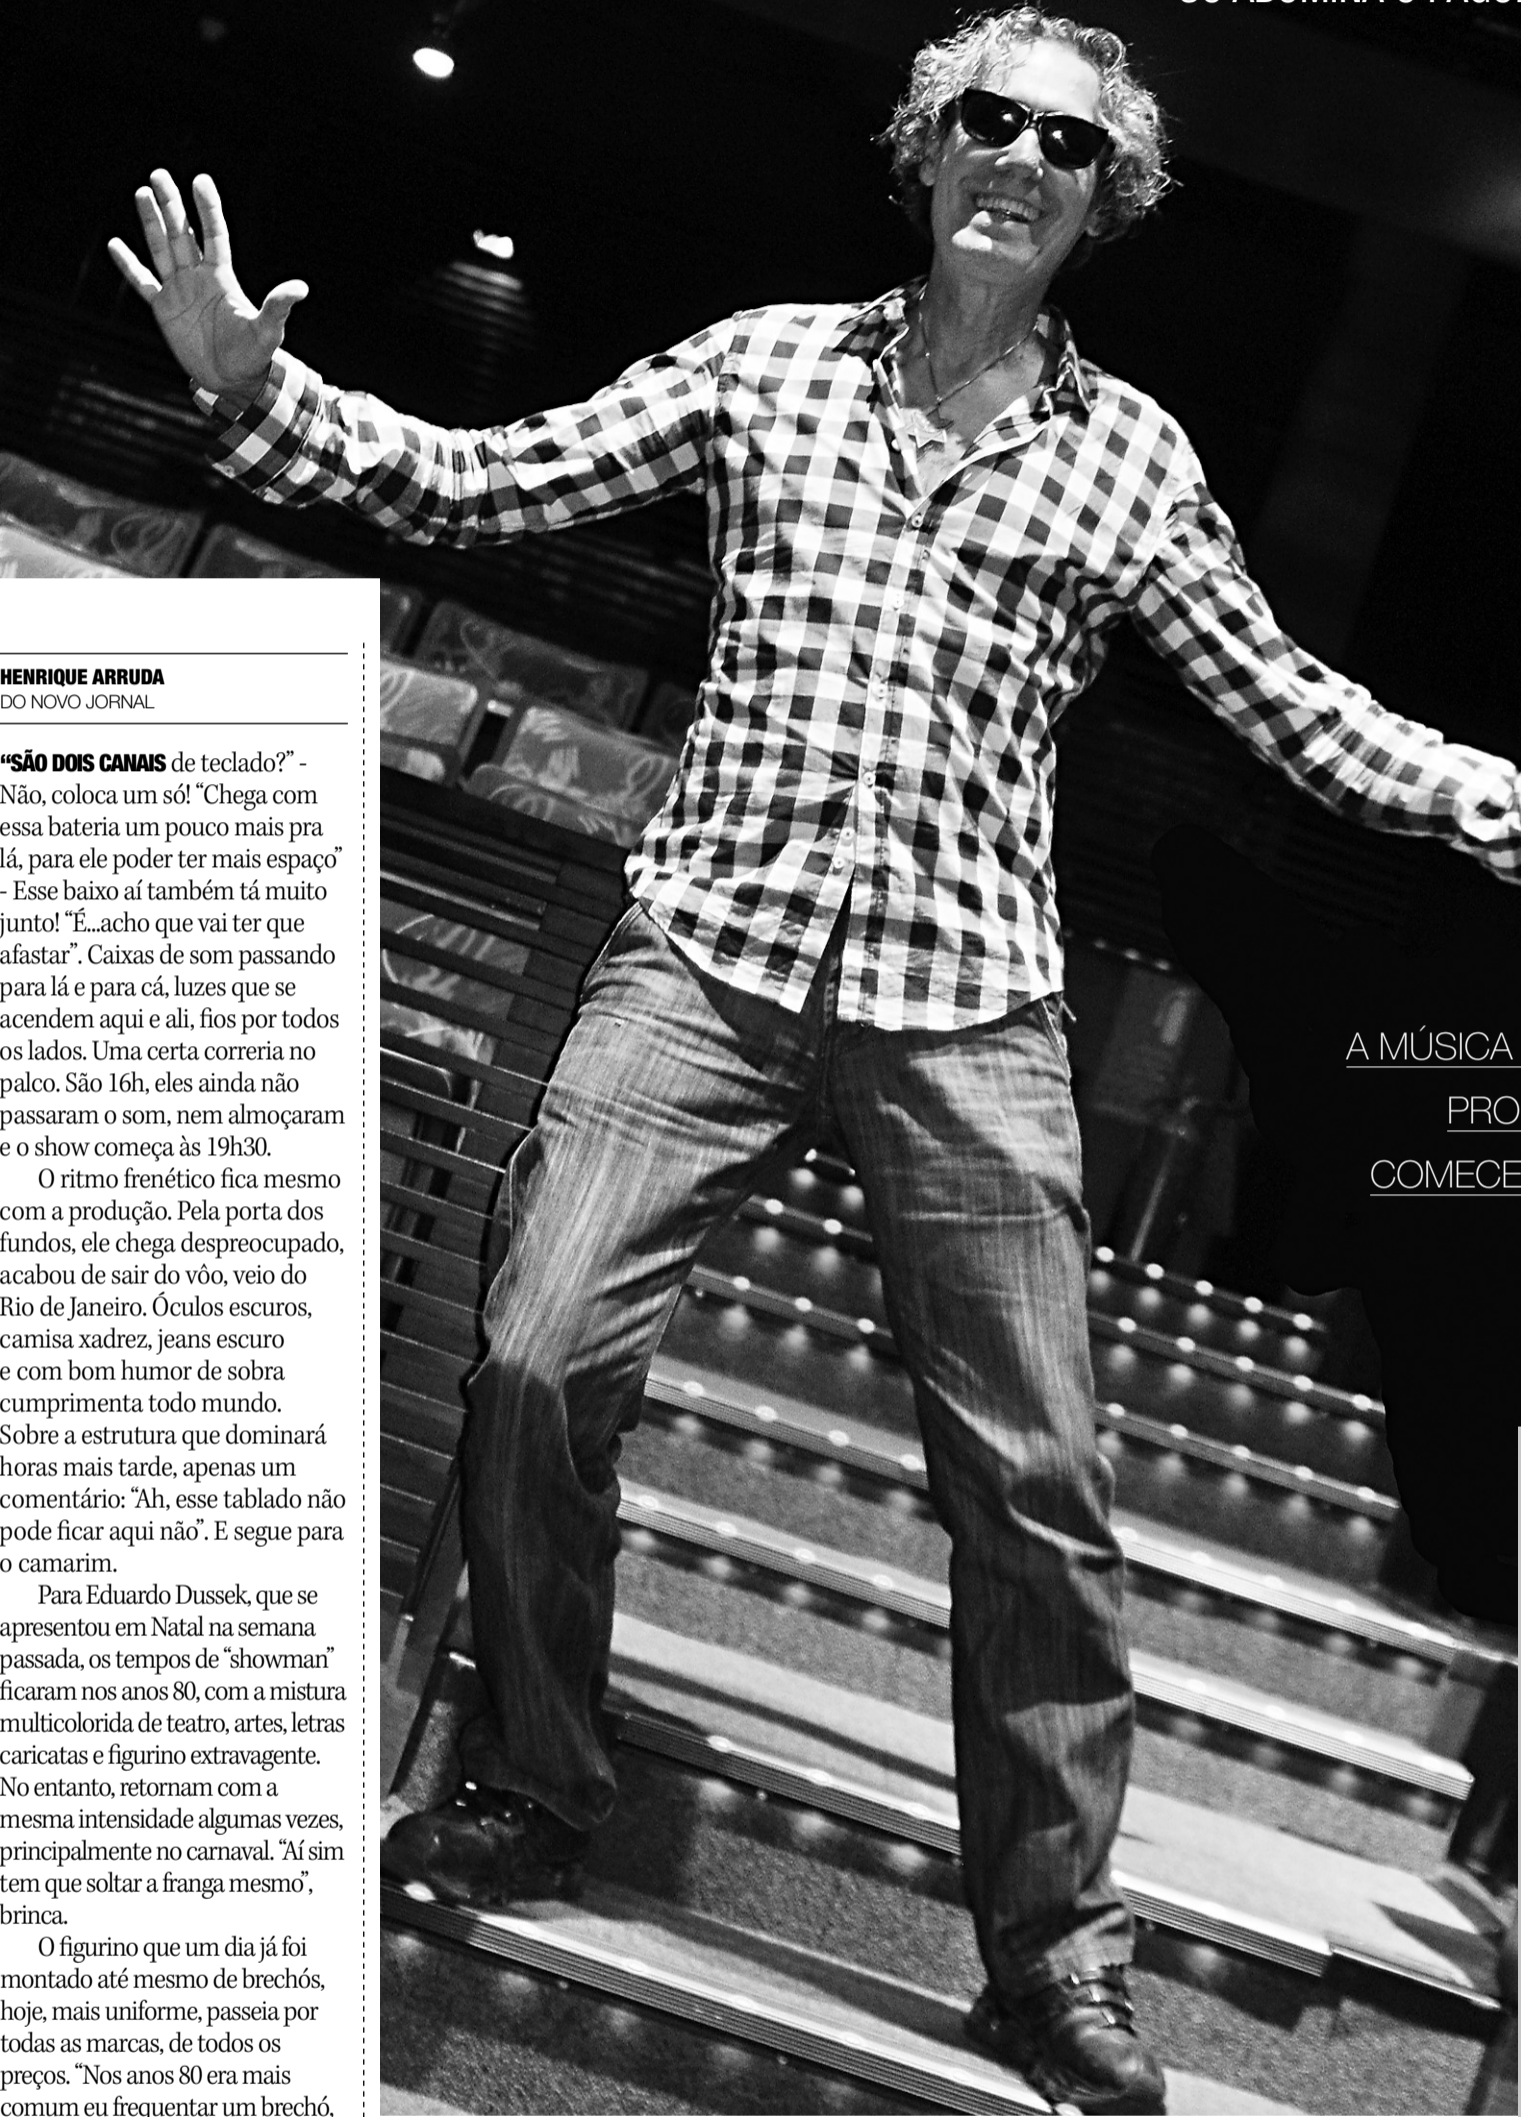 HENRIQUE ARRUDA
DO NOVO JORNAL
“SÃO DOIS CANAIS de teclado?” -
Não, coloca um só! “Chega com
essa bateria um pouco mais pra
lá, para ele poder ter mais espaço”
- Esse baixo aí também tá muito
junto! “É...acho que vai ter que
afastar”. Caixas de som passando
para lá e para cá, luzes que se
acendem aqui e ali, fios por todos
os lados. Uma certa correria no
palco. São 16h, eles ainda não
passaram o som, nem almoçaram
e o show começa às 19h30.
O ritmo frenético fica mesmo
com a produção. Pela porta dos
fundos, ele chega despreocupado,
acabou de sair do vôo, veio do
Rio de Janeiro. Óculos escuros,
camisa xadrez, jeans escuro
e com bom humor de sobra
cumprimenta todo mundo.
Sobre a estrutura que dominará
horas mais tarde, apenas um
comentário: “Ah, esse tablado não
pode ficar aqui não”. E segue para
o camarim.
Para Eduardo Dussek, que se
apresentou em Natal na semana
passada, os tempos de “showman”
ficaram nos anos 80, com a mistura
multicolorida de teatro, artes, letras
caricatas e figurino extravagente.
No entanto, retornam com a
mesma intensidade algumas vezes,
principalmente no carnaval. “Aí sim
tem que soltar a franga mesmo”,
brinca.
O figurino que um dia já foi
montado até mesmo de brechós,
hoje, mais uniforme, passeia por
todas as marcas, de todos os
preços. “Nos anos 80 era mais
comum eu frequentar um brechó,
A MÚSICA
PRO
COMECE